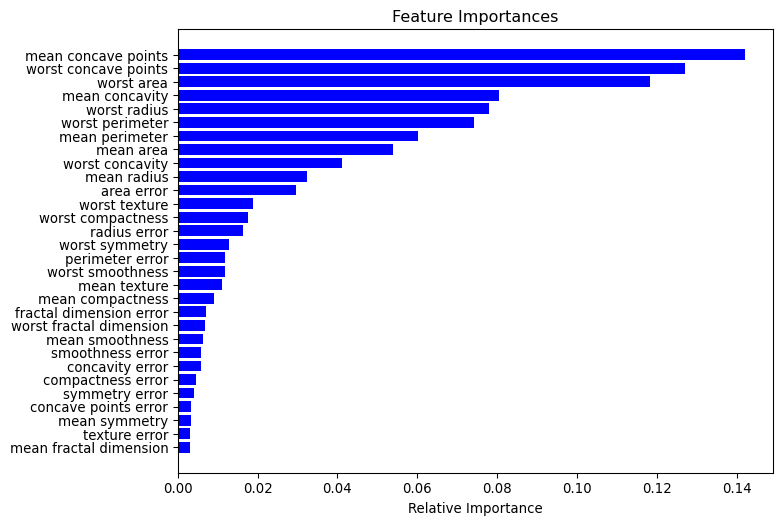 Feature Importances
mean concave points
worst concave points
worst area
mean concavity
worst radius
worst perimeter
mean perimeter
mean area
worst concavity
mean radius
area error
worst texture
worst compactness
radius error
worst symmetry
perimeter error
worst smoothness
mean texture
mean compactness
fractal dimension error
worst fractal dimension
mean smoothness
smoothness error
concavity error
compactness error
symmetry error
concave points error
mean symmetry
texture error
mean fractal dimension
0.00 0.02 0.04 0.06 0.08 0.10 0.12 0.14
Relative Importance